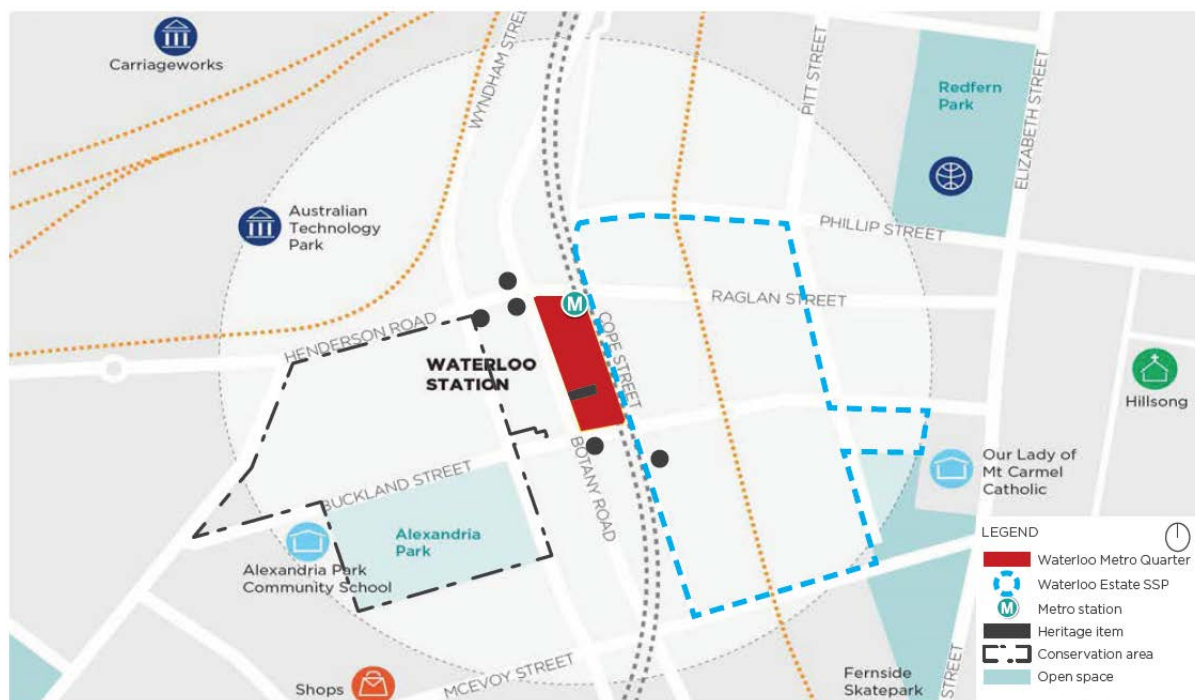 Carriageworks
WYNDHAM STREET
PITT STREET
Redfern
Park
ELIZABETH STREET
Australian
Technology
Park
PHILLIP STREET
M
RAGLAN STREET
HENDERSON ROAD
COPE STREET
WATERLOO
STATION
Hillsong
BOTANY ROAD
BUCKLAND STREET
Our Lady of
Mt Carmel
Catholic
Alexandria
Park
Alexandria Park
Community School
LEGEND
Waterloo Metro Quarter
Waterloo Estate SSP
M
Metro station
Heritage item
Conservation area
Open space
Shops
MCEVOY STREET
Fernside
Skatepark
STREET